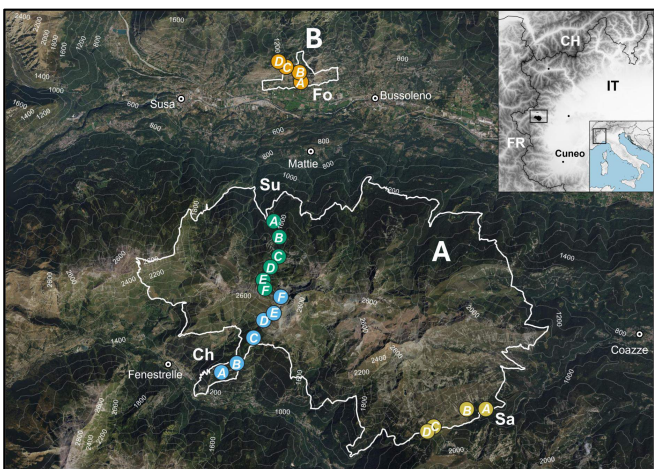 B
D
C
B
A
Fo
Susa
Bussoleno
Mattie
CH
IT
FR
Cuneo
Su
A
B
C
D
E
F
A
F
E
D
C
B
A
Ch
Fenestrelle
Coazze
B
A
D
C
Sa
1600
1200
800
600
1000
1400
2200
2400
2600
2000
1800